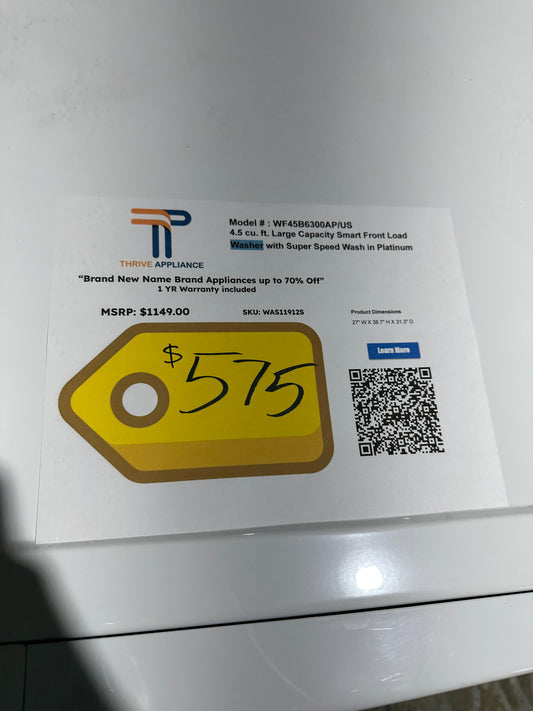 TP
THRIVE APPLIANCE
Model # : WF45B6300AP/US
4.5 cu. ft. Large Capacity Smart Front Load
Washer with Super Speed Wash in Platinum
“Brand New Name Brand Appliances up to 70% Off”
1 YR Warranty included
MSRP: $1149.00
SKU: WAS11912S
Product Dimensions
27" W X 38.7" H X 31.3" D
Learn More
$575